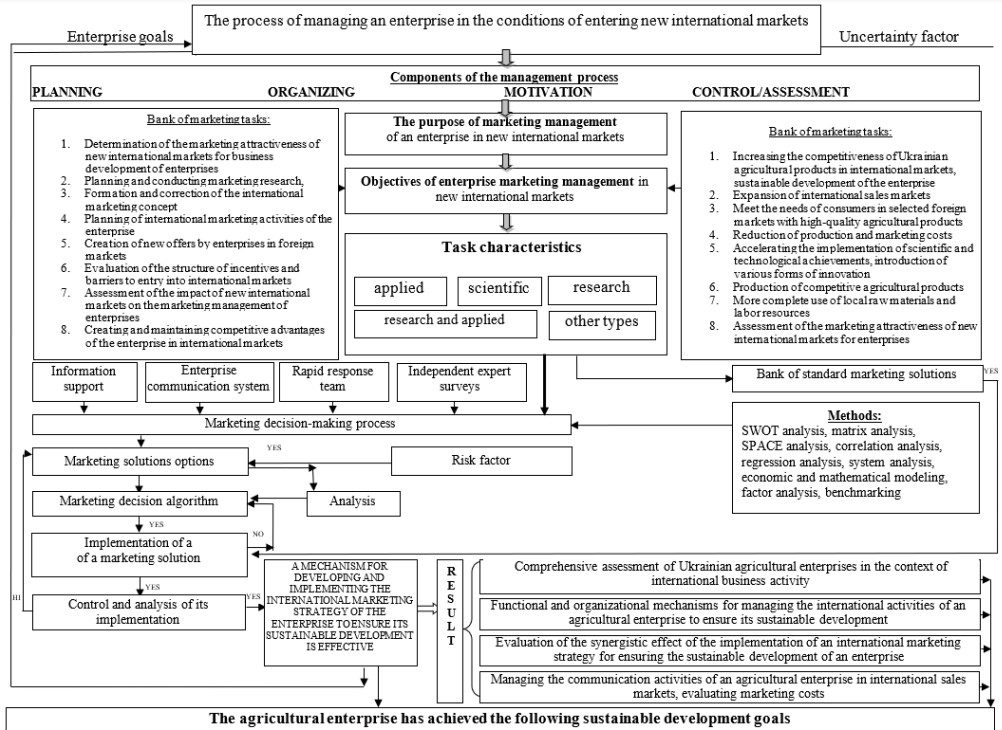 The process of managing an enterprise in the conditions of entering new international markets
Enterprise goals
Uncertainty factor
Components of the management process
PLANNING ORGANIZING MOTIVATION CONTROL/ASSESSMENT
Bank of marketing tasks:
1. Determination of the marketing attractiveness of
new international markets for business
development of enterprises
2. Planning and conducting marketing research,
3. Formation and correction of the international
marketing concept
4. Planning of international marketing activities of the
enterprise
5. Creation of new offers by enterprises in foreign
markets
6. Evaluation of the structure of incentives and
barriers to entry into international markets
7. Assessment of the impact of new international
markets on the marketing management of
enterprises
8. Creating and maintaining competitive advantages
of the enterprise in international markets
The purpose of marketing management
of an enterprise in new international markets
Objectives of enterprise marketing management in
new international markets
Task characteristics
applied
scientific
research
research and applied
other types
Bank of marketing tasks:
1. Increasing the competitiveness of Ukrainian
agricultural products in international markets,
sustainable development of the enterprise
2. Expansion of international sales markets
3. Meet the needs of consumers in selected foreign
markets with high-quality agricultural products
4. Reduction of production and marketing costs
5. Accelerating the implementation of scientific and
technological achievements, introduction of
various forms of innovation
6. Production of competitive agricultural products
7. More complete use of local raw materials and
labor resources
8. Assessment of the marketing attractiveness of new
international markets for enterprises
Information
support
Enterprise
communication system
Rapid response
team
Independent expert
surveys
Bank of standard marketing solutions
YES
Marketing decision-making process
Methods:
SWOT analysis, matrix analysis,
SPACE analysis, correlation analysis,
regression analysis, system analysis,
economic and mathematical modeling,
factor analysis, benchmarking
YES
Marketing solutions options
Risk factor
Marketing decision algorithm
Analysis
YES
NO
Implementation of a
of a marketing solution
YES
HI
Control and analysis of its
implementation
YES
A MECHANISM FOR
DEVELOPING AND
IMPLEMENTING THE
INTERNATIONAL MARKETING
STRATEGY OF THE
ENTERPRISE TO ENSURE ITS
SUSTAINABLE DEVELOPMENT
IS EFFECTIVE
R
E
S
U
L
T
Comprehensive assessment of Ukrainian agricultural enterprises in the context of
international business activity
Functional and organizational mechanisms for managing the international activities of an
agricultural enterprise to ensure its sustainable development
Evaluation of the synergistic effect of the implementation of an international marketing
strategy for ensuring the sustainable development of an enterprise
Managing the communication activities of an agricultural enterprise in international sales
markets, evaluating marketing costs
The agricultural enterprise has achieved the following sustainable development goals